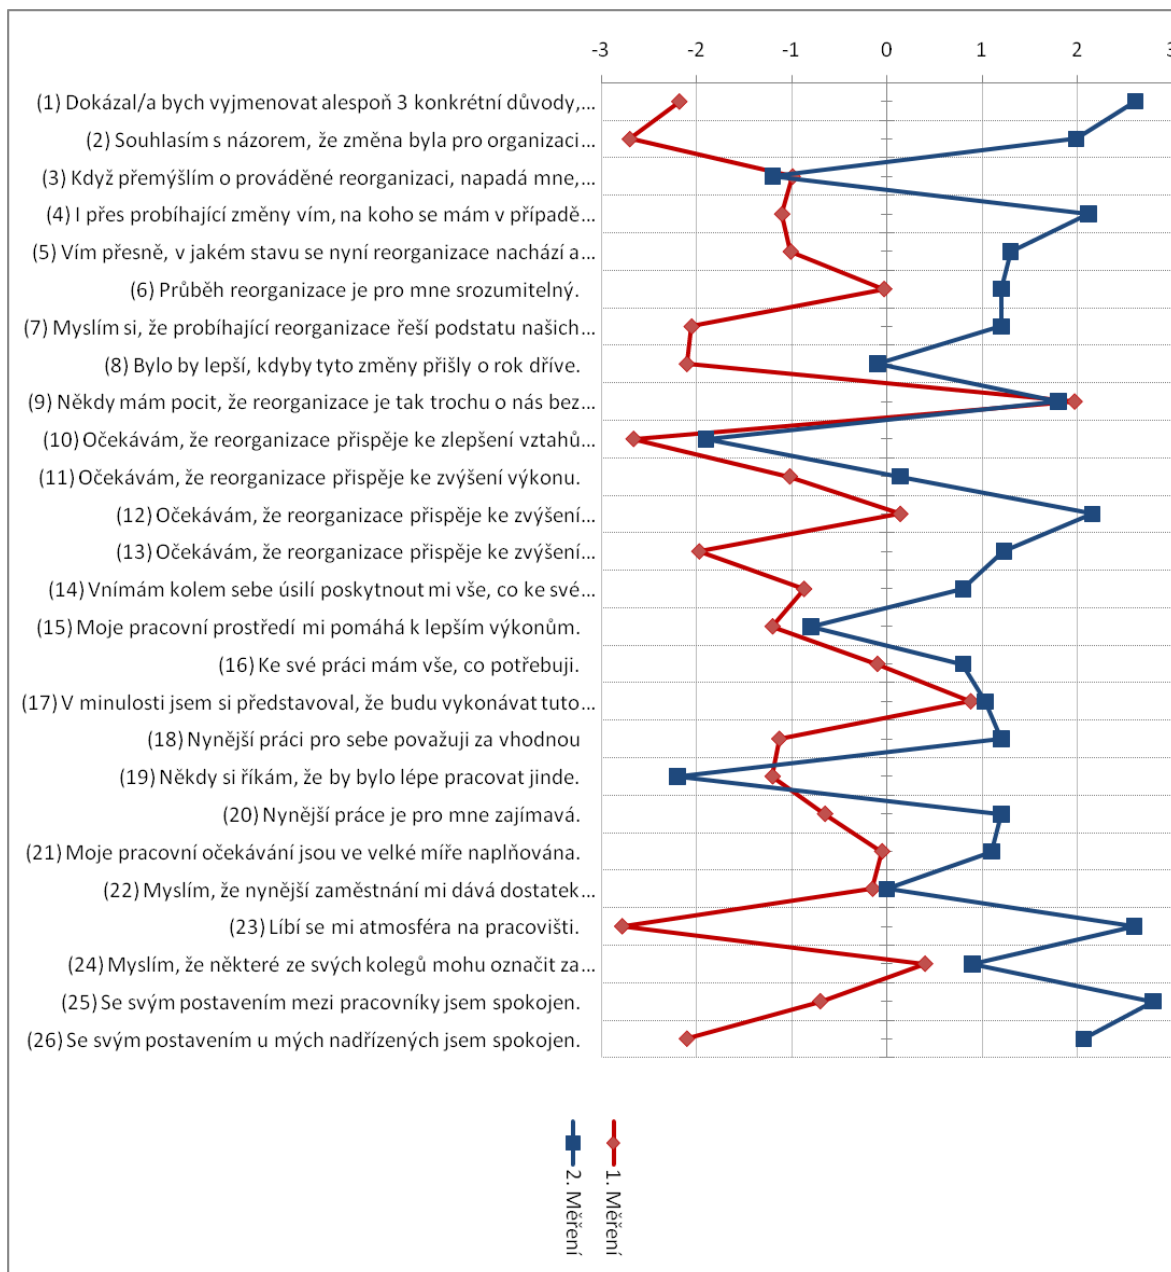 -3 -2 -1 0 1 2 3
(1) Dokázal/a bych vyjmenovat alespoň 3 konkrétní důvody,...
(2) Souhlasím s názorem, že změna byla pro organizaci...
(3) Když přemýšlím o prováděné reorganizaci, napadá mne,...
(4) I přes probíhající změny vím, na koho se mám v případě...
(5) Vím přesně, v jakém stavu se nyní reorganizace nachází a...
(6) Průběh reorganizace je pro mne srozumitelný.
(7) Myslím si, že probíhající reorganizace řeší podstatu našich...
(8) Bylo by lepší, kdyby tyto změny přišly o rok dříve.
(9) Někdy mám pocit, že reorganizace je tak trochu o nás bez...
(10) Očekávám, že reorganizace přispěje ke zlepšení vztahů...
(11) Očekávám, že reorganizace přispěje ke zvýšení výkonu.
(12) Očekávám, že reorganizace přispěje ke zvýšení...
(13) Očekávám, že reorganizace přispěje ke zvýšení...
(14) Vnímám kolem sebe úsilí poskytnout mi vše, co ke své...
(15) Moje pracovní prostředí mi pomáhá k lepším výkonům.
(16) Ke své práci mám vše, co potřebuji.
(17) V minulosti jsem si představoval, že budu vykonávat tuto...
(18) Nynější práci pro sebe považuji za vhodnou
(19) Někdy si říkám, že by bylo lépe pracovat jinde.
(20) Nynější práce je pro mne zajímavá.
(21) Moje pracovní očekávání jsou ve velké míře naplňována.
(22) Myslím, že nynější zaměstnání mi dává dostatek...
(23) Líbí se mi atmosféra na pracovišti.
(24) Myslím, že některé ze svých kolegů mohu označit za...
(25) Se svým postavením mezi pracovníky jsem spokojen.
(26) Se svým postavením u mých nadřízených jsem spokojen.
1. Měření
2. Měření